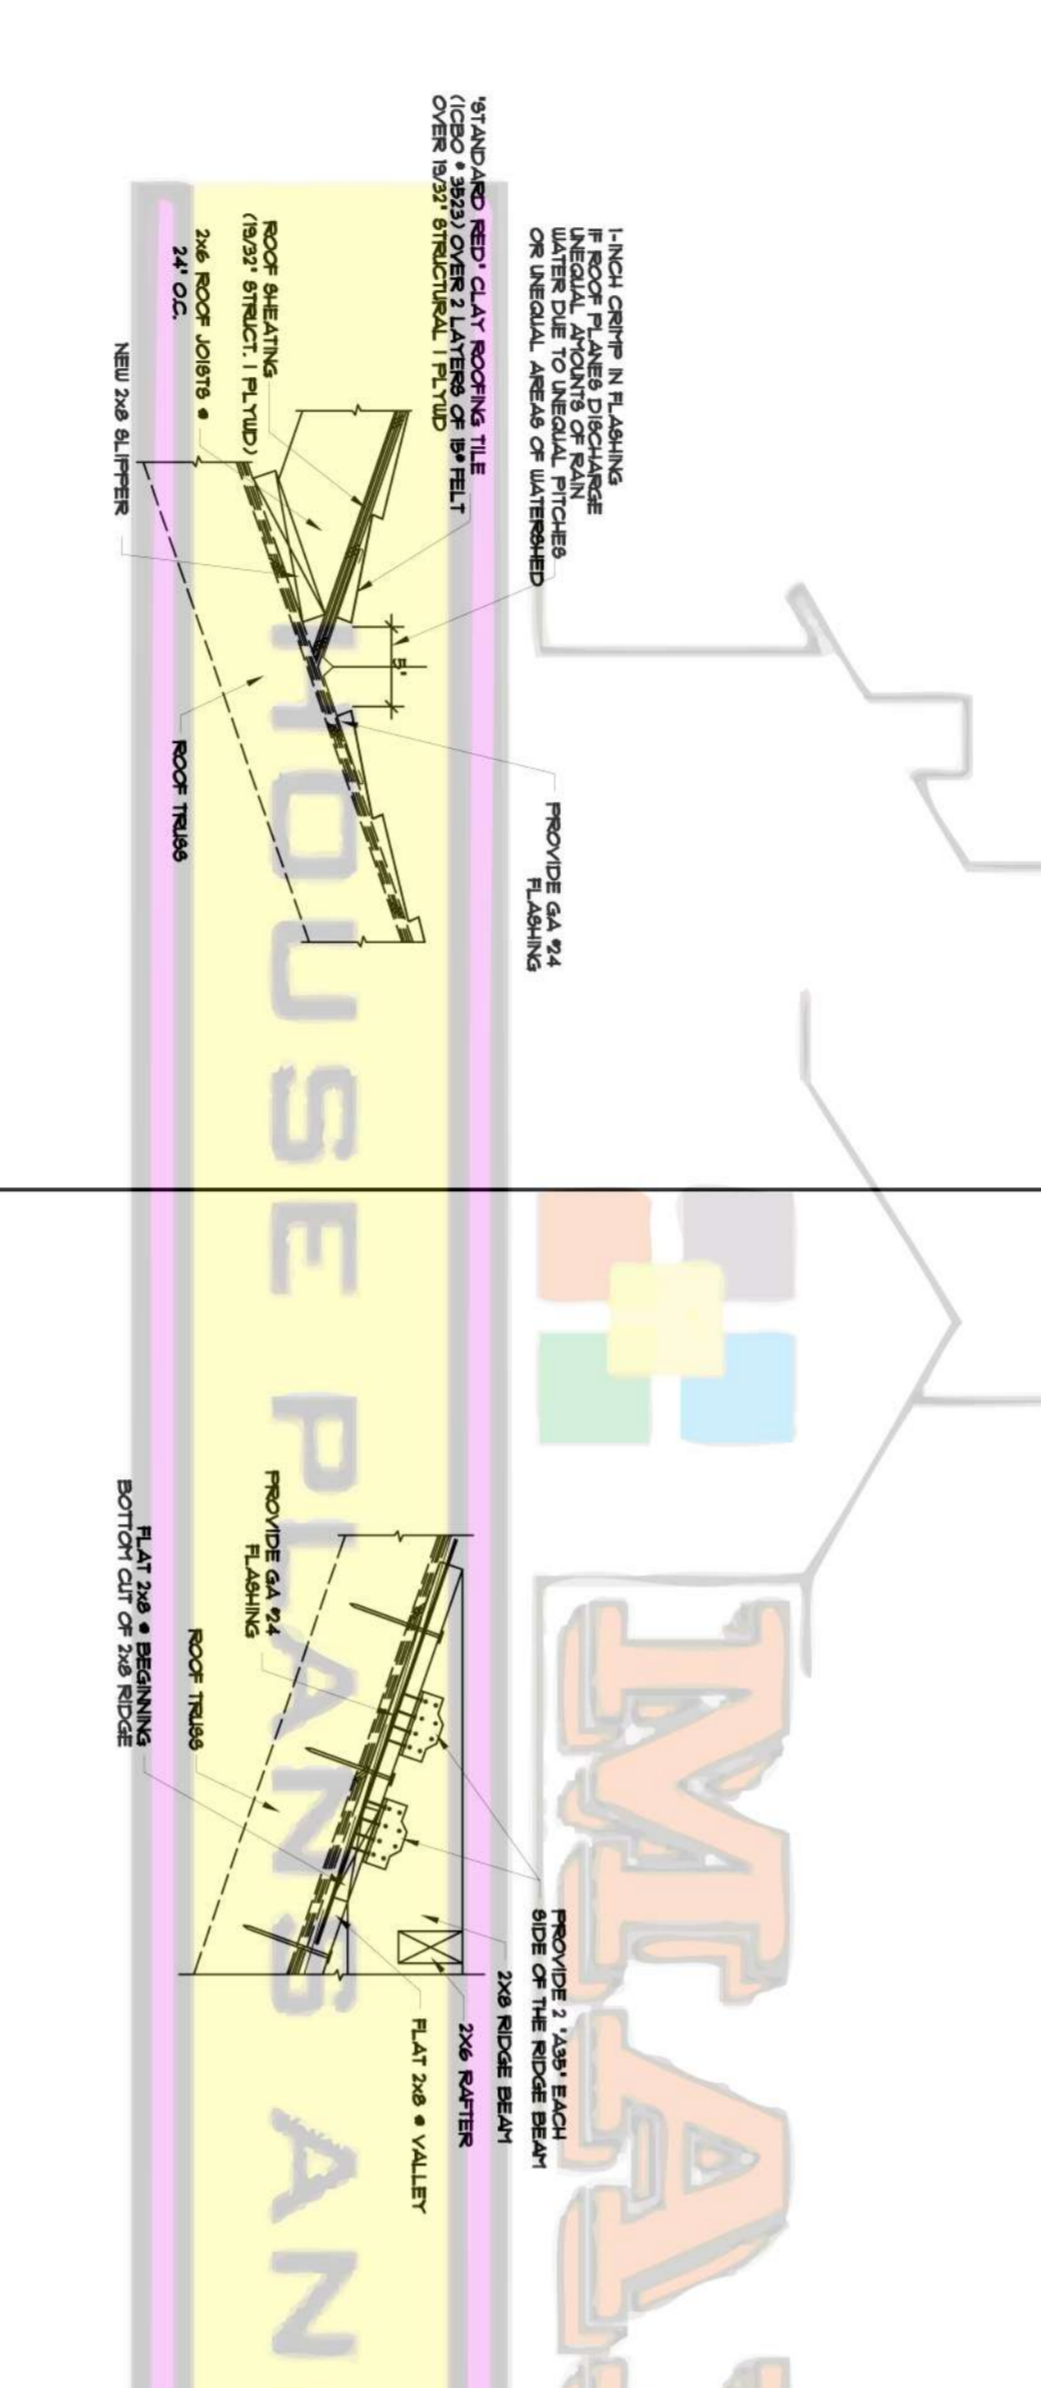 1-INCH CRIMP IN FLASHING
IF ROOF PLANES DISCHARGE
UNEQUAL AMOUNTS OF RAIN
WATER DUE TO UNEQUAL PITCHES
OR UNEQUAL AREAS OF WATERSHED
"STANDARD RED" CLAY ROOFING TILE
(ICBO # 3523) OVER 2 LAYERS OF 15# FELT
OVER 19/32" STRUCTURAL I PLYWD
ROOF SHEATING
(19/32" STRUCT. I PLYWD)
2x6 ROOF JOISTS @
24" O.C.
NEW 2x8 SLIPPER
5"
PROVIDE GA #24
FLASHING
ROOF TRUSS
PROVIDE GA #24
FLASHING
FLAT 2x8 @ BEGINNING
BOTTOM CUT OF 2x8 RIDGE
ROOF TRUSS
PROVIDE 2 "A35" EACH
SIDE OF THE RIDGE BEAM
2X8 RIDGE BEAM
2X6 RAFTER
FLAT 2x8 @ VALLEY
HOUSE PLANS AN
MIA